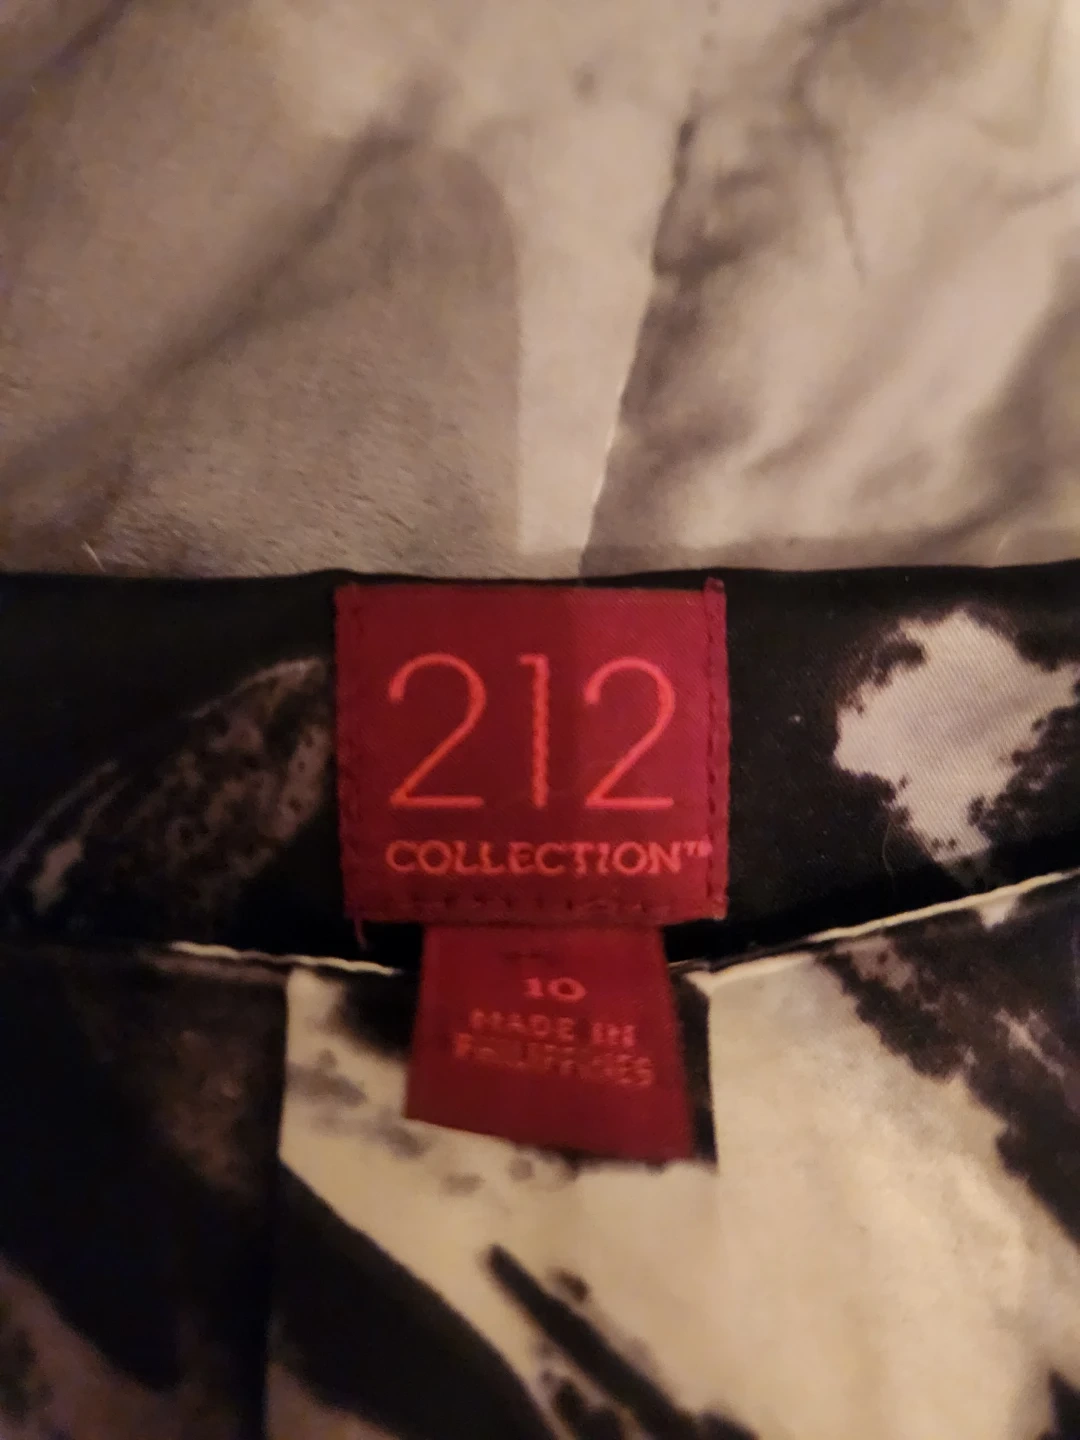 212
COLLECTION™
10
MADE IN
PHILIPPINES